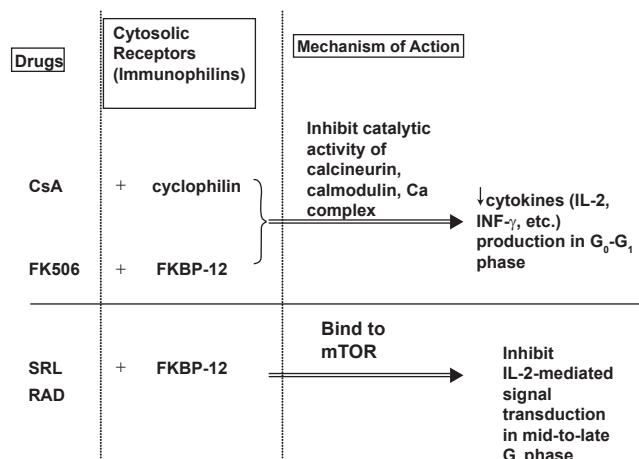 Drugs
Cytosolic
Receptors
(Immunophilins)
Mechanism of Action
CsA + cyclophilin
FK506 + FKBP-12
Inhibit catalytic
activity of
calcineurin,
calmodulin, Ca
complex
↓cytokines (IL-2,
INF-γ, etc.)
production in G₀-G₁
phase
SRL + FKBP-12
RAD
Bind to
mTOR
Inhibit
IL-2-mediated
signal
transduction
in mid-to-late
G phase